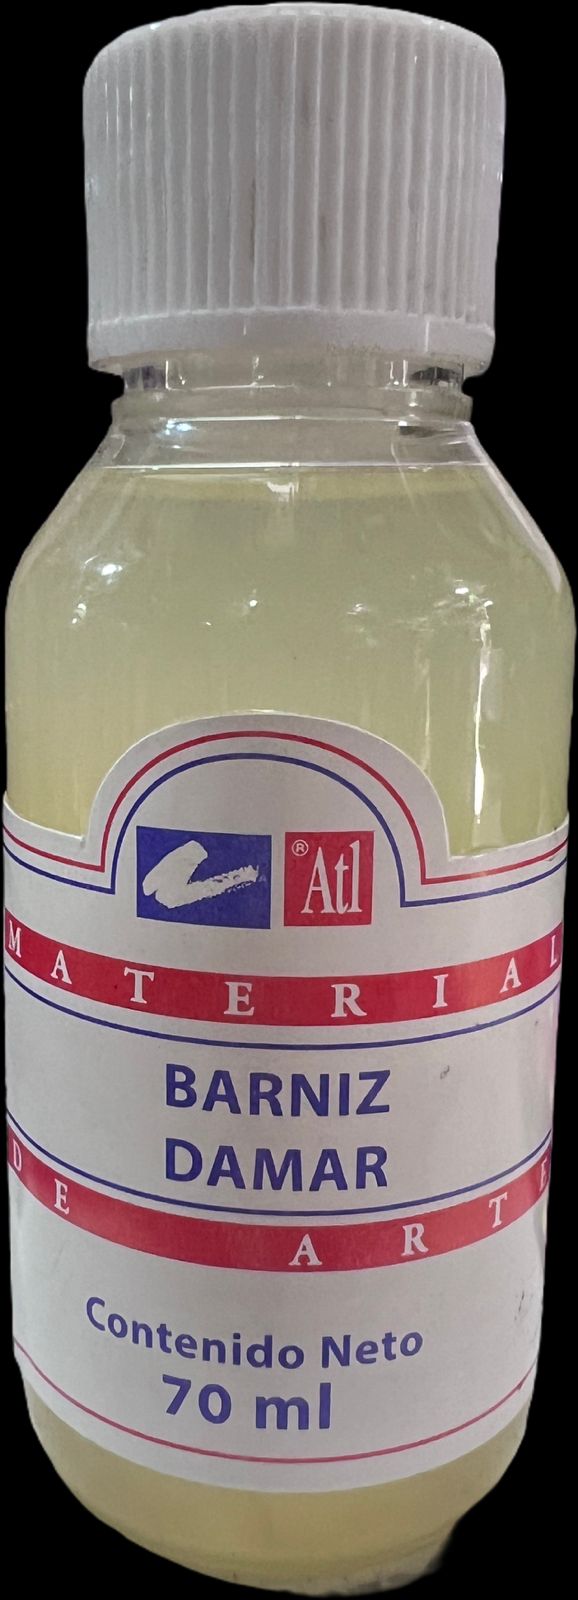 ® Atl
MATERIAL
BARNIZ
DAMAR
DE ARTE
Contenido Neto
70 ml